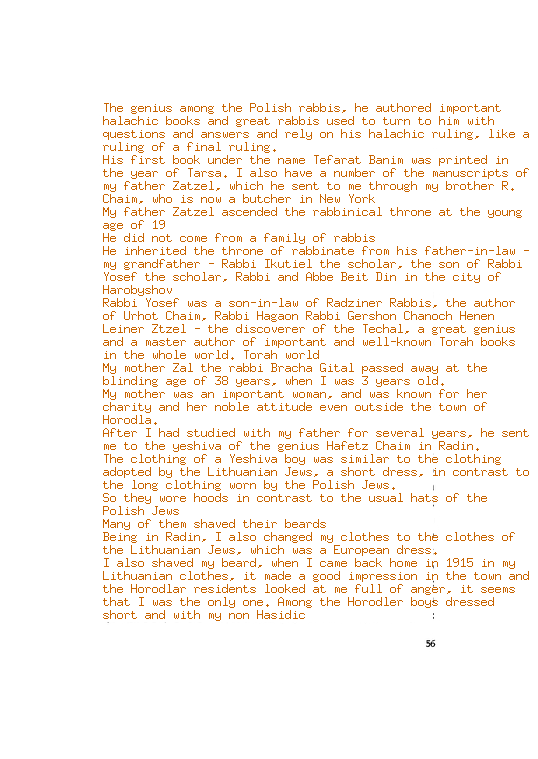 The genius among the Polish rabbis, he authored important
halachic books and great rabbis used to turn to him with
questions and answers and rely on his halachic ruling, like a
ruling of a final ruling.
His first book under the name Tefarat Banim was printed in
the year of Tarsa. I also have a number of the manuscripts of
my father Zatzel, which he sent to me through my brother R.
Chaim, who is now a butcher in New York
My father Zatzel ascended the rabbinical throne at the young
age of 19
He did not come from a family of rabbis
He inherited the throne of rabbinate from his father-in-law -
my grandfather - Rabbi Ikutiel the scholar, the son of Rabbi
Yosef the scholar, Rabbi and Abbe Beit Din in the city of
Harobyshov
Rabbi Yosef was a son-in-law of Radziner Rabbis, the author
of Urhot Chaim, Rabbi Hagaon Rabbi Gershon Chanoch Henen
Leiner Ztzel - the discoverer of the Techal, a great genius
and a master author of important and well-known Torah books
in the whole world. Torah world
My mother Zal the rabbi Bracha Gital passed away at the
blinding age of 38 years, when I was 3 years old.
My mother was an important woman, and was known for her
charity and her noble attitude even outside the town of
Horodla.
After I had studied with my father for several years, he sent
me to the yeshiva of the genius Hafetz Chaim in Radin.
The clothing of a Yeshiva boy was similar to the clothing
adopted by the Lithuanian Jews, a short dress, in contrast to
the long clothing worn by the Polish Jews.
So they wore hoods in contrast to the usual hats of the
Polish Jews
Many of them shaved their beards
Being in Radin, I also changed my clothes to the clothes of
the Lithuanian Jews, which was a European dress.
I also shaved my beard, when I came back home in 1915 in my
Lithuanian clothes, it made a good impression in the town and
the Horodlar residents looked at me full of anger, it seems
that I was the only one. Among the Horodler boys dressed
short and with my non Hasidic
56